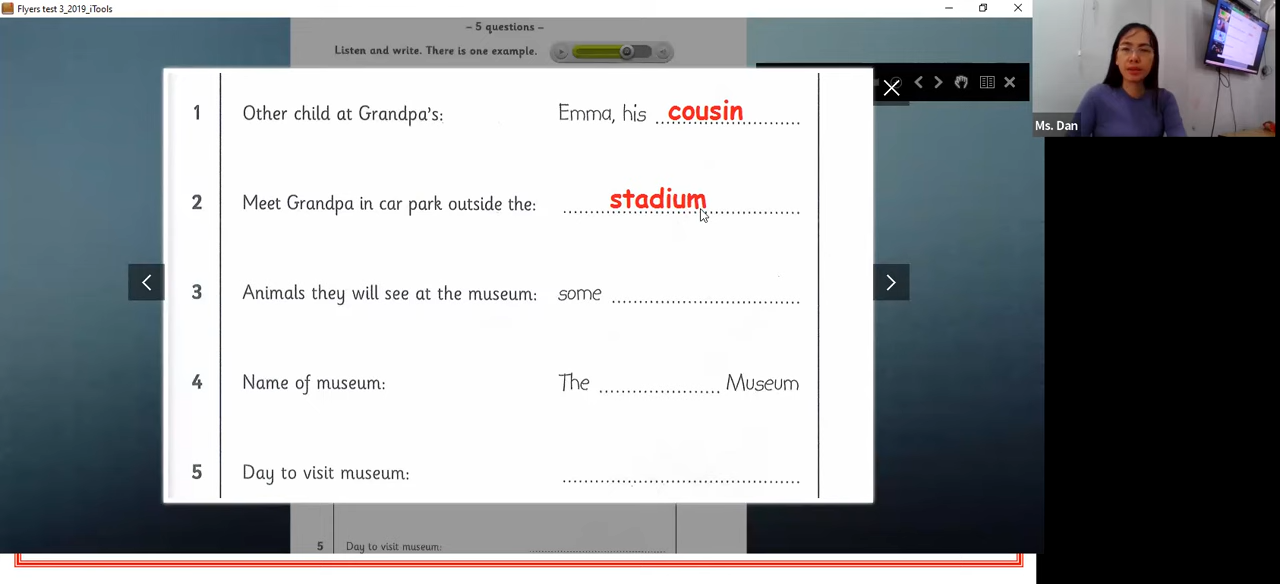 Flyers test 3_2019_iTools
– 5 questions –
Listen and write. There is one example.
1 Other child at Grandpa's: Emma, his cousin
2 Meet Grandpa in car park outside the: stadium
3 Animals they will see at the museum: some
4 Name of museum: The Museum
5 Day to visit museum:
5 Day to visit museum:
Ms. Dan